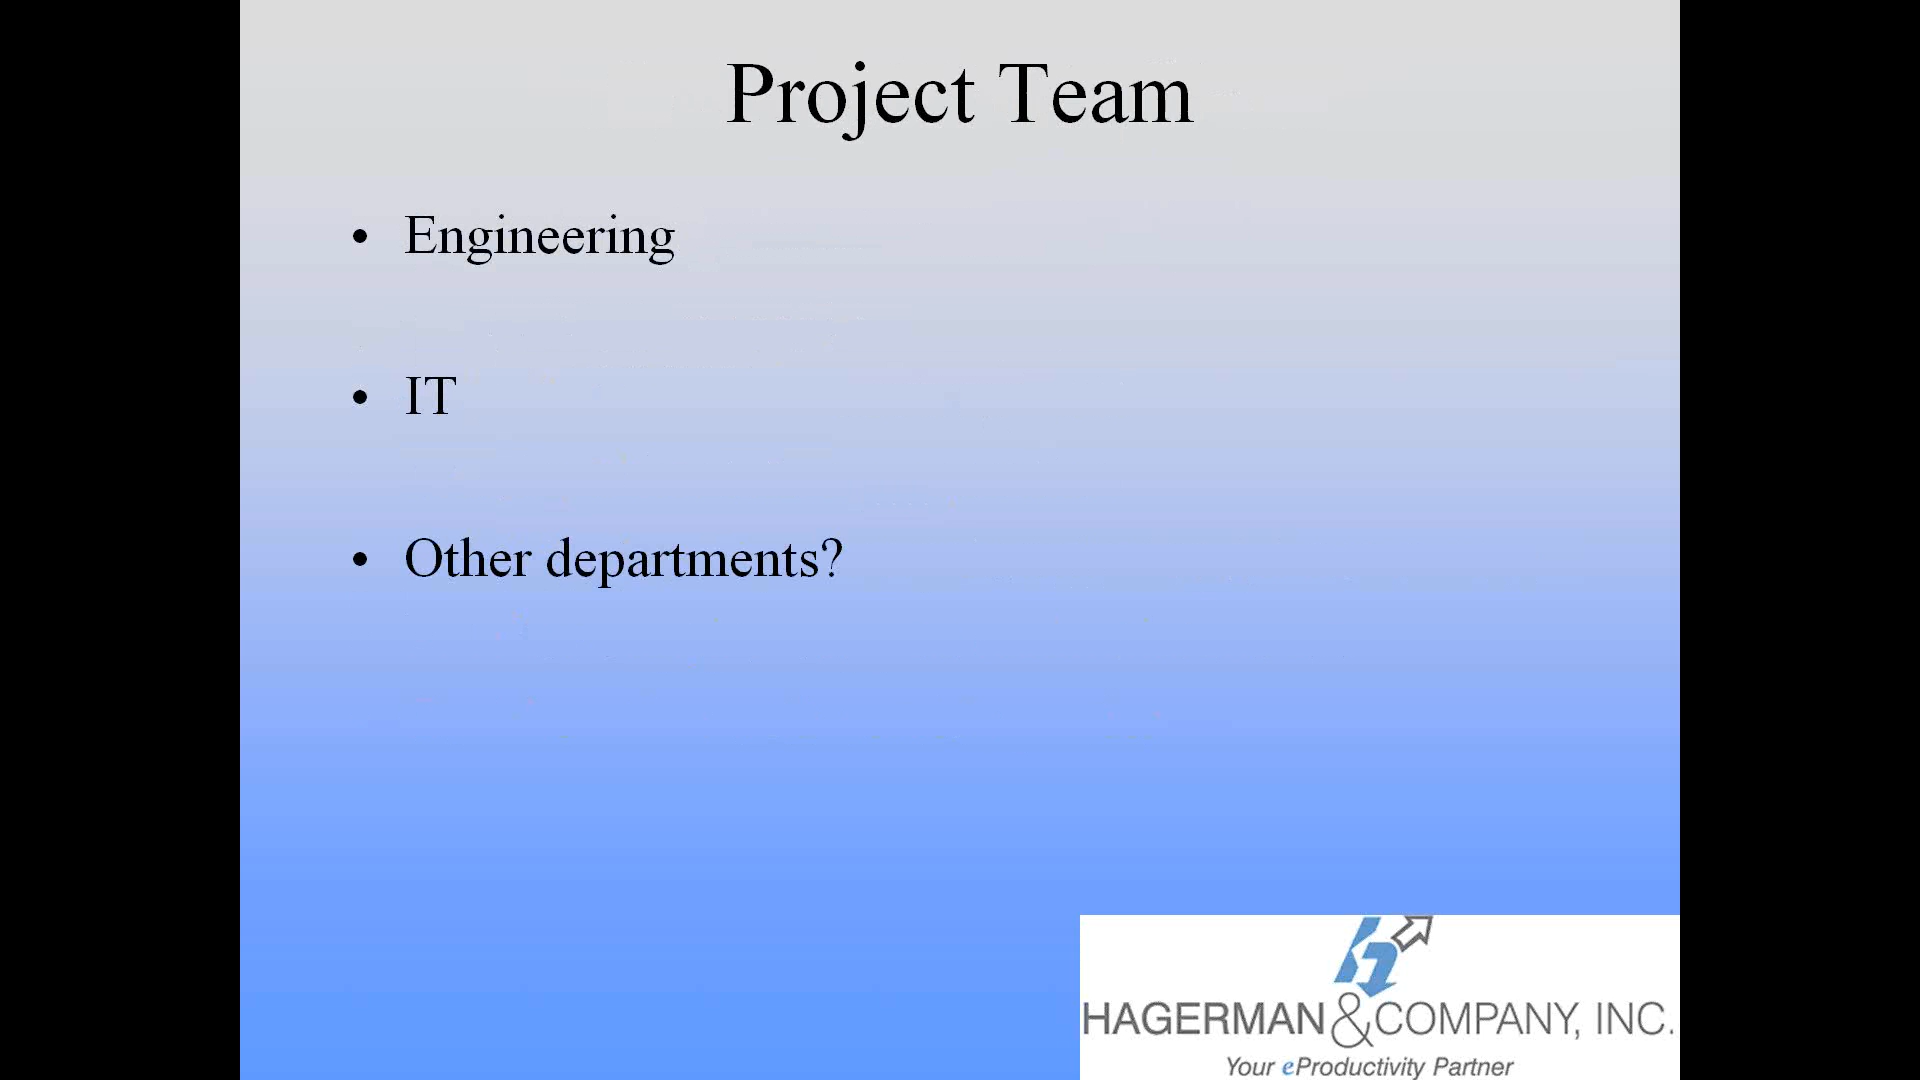 Project Team
• Engineering
• IT
• Other departments?
HAGERMAN & COMPANY, INC.
Your eProductivity Partner